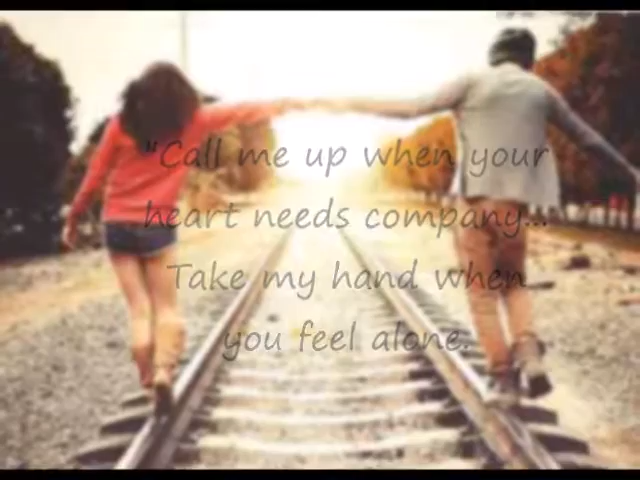 "Call me up when your
heart needs company...
Take my hand when
you feel alone.